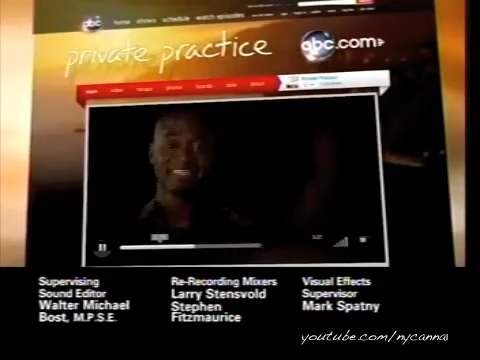 abc
home shows schedule watch episodes
private practice
abc.com
Supervising
Sound Editor
Walter Michael
Bost, M.P.S.E.
Re-Recording Mixers
Larry Stensvold
Stephen
Fitzmaurice
Visual Effects
Supervisor
Mark Spatny
youtube.com/nycannas